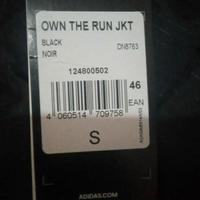 OWN THE RUN JKT
BLACK DN8763
NOIR
124800502
46
EAN
4 060514 709758
S
ADIDAS.COM